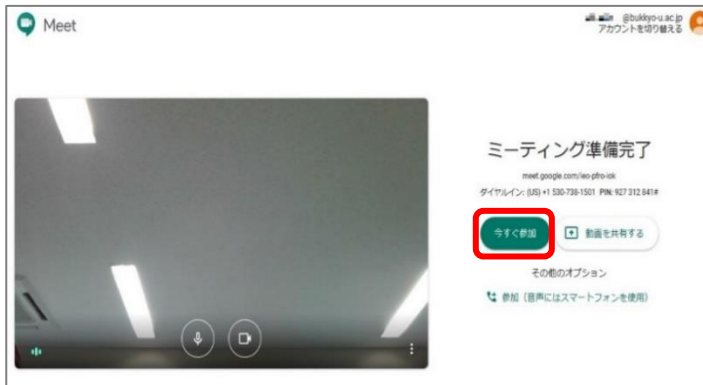 Meet
@bukkyo-u.ac.jp
アカウントを切り替える
ミーティング準備完了
meet.google.com/leo-pfro-iok
ダイヤルイン: (US) +1 530-738-1501 PIN: 927 312 841#
今すぐ参加
動画を共有する
その他のオプション
参加（音声にはスマートフォンを使用）